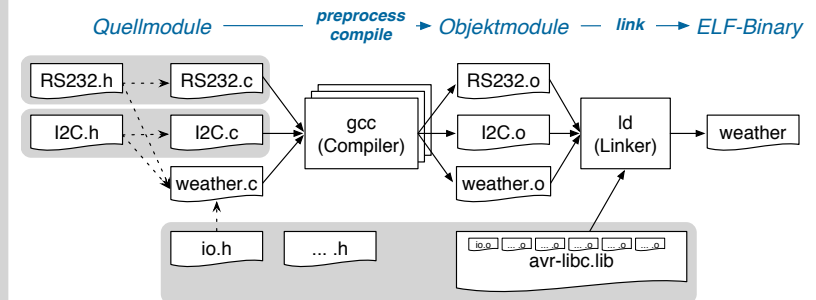 Quellmodule preprocess compile Objektmodule link ELF-Binary
RS232.h RS232.c RS232.o
I2C.h I2C.c gcc (Compiler) I2C.o ld (Linker) weather
weather.c weather.o
io.h ... .h io.o ... .o ... .o ... .o ... .o ... .o
avr-libc.lib